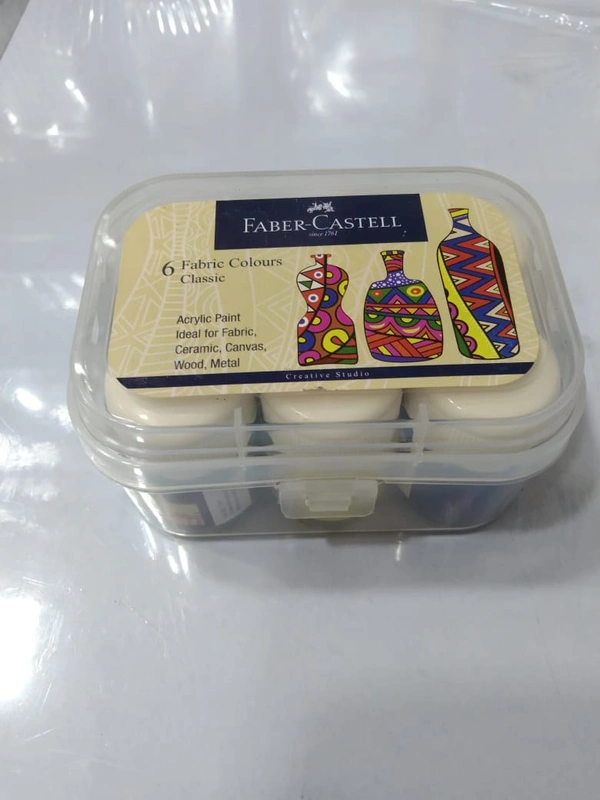 FABER-CASTELL
since 1761
6 Fabric Colours
Classic
Acrylic Paint
Ideal for Fabric,
Ceramic, Canvas,
Wood, Metal
Creative Studio